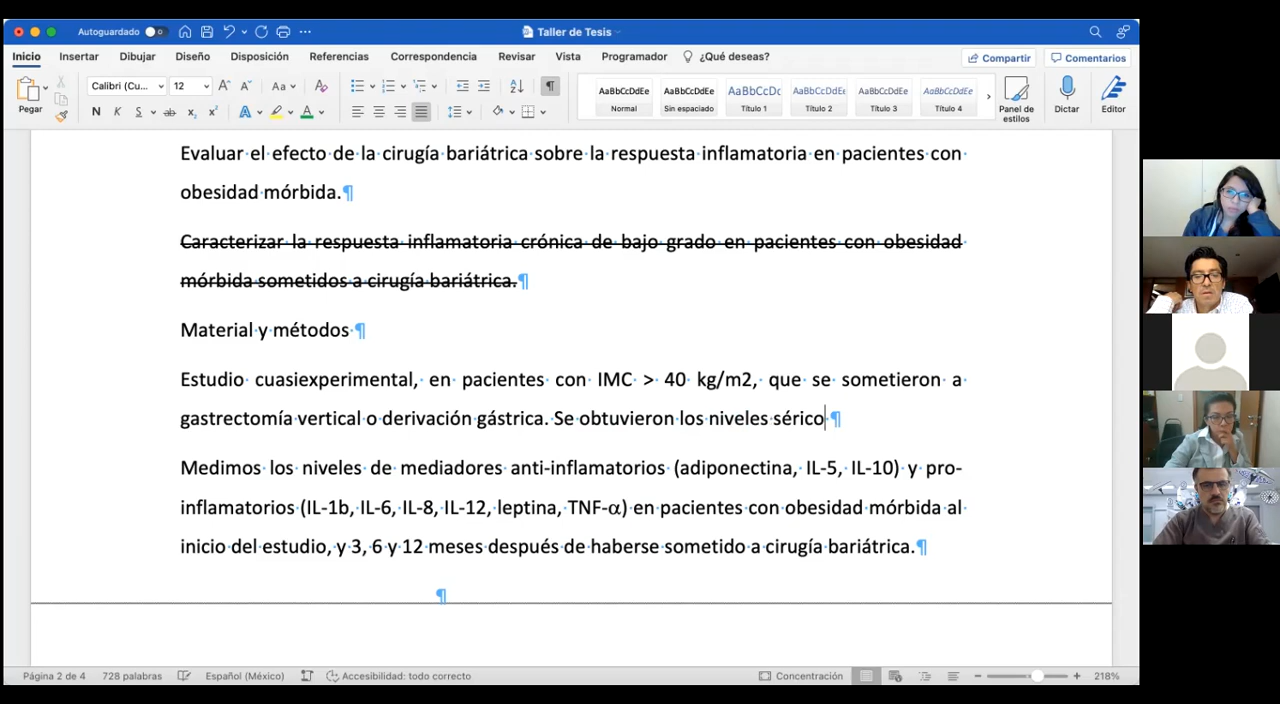 Autoguardado
Taller de Tesis
Inicio Insertar Dibujar Diseño Disposición Referencias Correspondencia Revisar Vista Programador ¿Qué deseas? Compartir Comentarios
Pegar Calibri (Cu... 12 A^ A˅ Aa A
N K S ab x₂ x² A A
AaBbCcDdEe AaBbCcDdEe AaBbCcDc AaBbCcDdEe AaBbCcDdEe AaBbCcDdEe
Normal Sin espaciado Título 1 Título 2 Título 3 Título 4
Panel de estilos Dictar Editor
Evaluar el efecto de la cirugía bariátrica sobre la respuesta inflamatoria en pacientes con
obesidad mórbida.¶
Caracterizar la respuesta inflamatoria crónica de bajo grado en pacientes con obesidad
mórbida sometidos a cirugía bariátrica.¶
Material y métodos ¶
Estudio cuasiexperimental, en pacientes con IMC > 40 kg/m2, que se sometieron a
gastrectomía vertical o derivación gástrica. Se obtuvieron los niveles sérico ¶
Medimos los niveles de mediadores anti-inflamatorios (adiponectina, IL-5, IL-10) y pro-
inflamatorios (IL-1b, IL-6, IL-8, IL-12, leptina, TNF-α) en pacientes con obesidad mórbida al
inicio del estudio, y 3, 6 y 12 meses después de haberse sometido a cirugía bariátrica.¶
¶
Página 2 de 4 728 palabras Español (México) Accesibilidad: todo correcto Concentración 218%